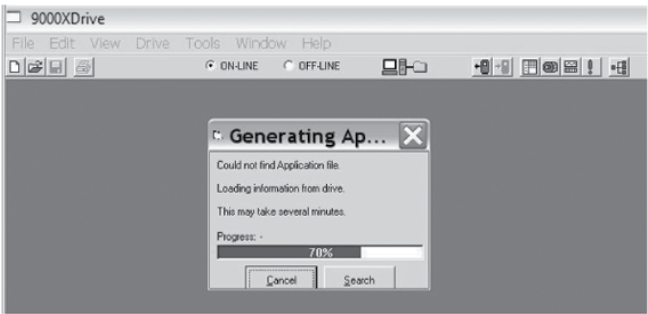 9000XDrive
File Edit View Drive Tools Window Help
ON-LINE OFF-LINE
Generating Ap...
Could not find Application file.
Loading information from drive.
This may take several minutes.
Progress: -
70%
Cancel Search